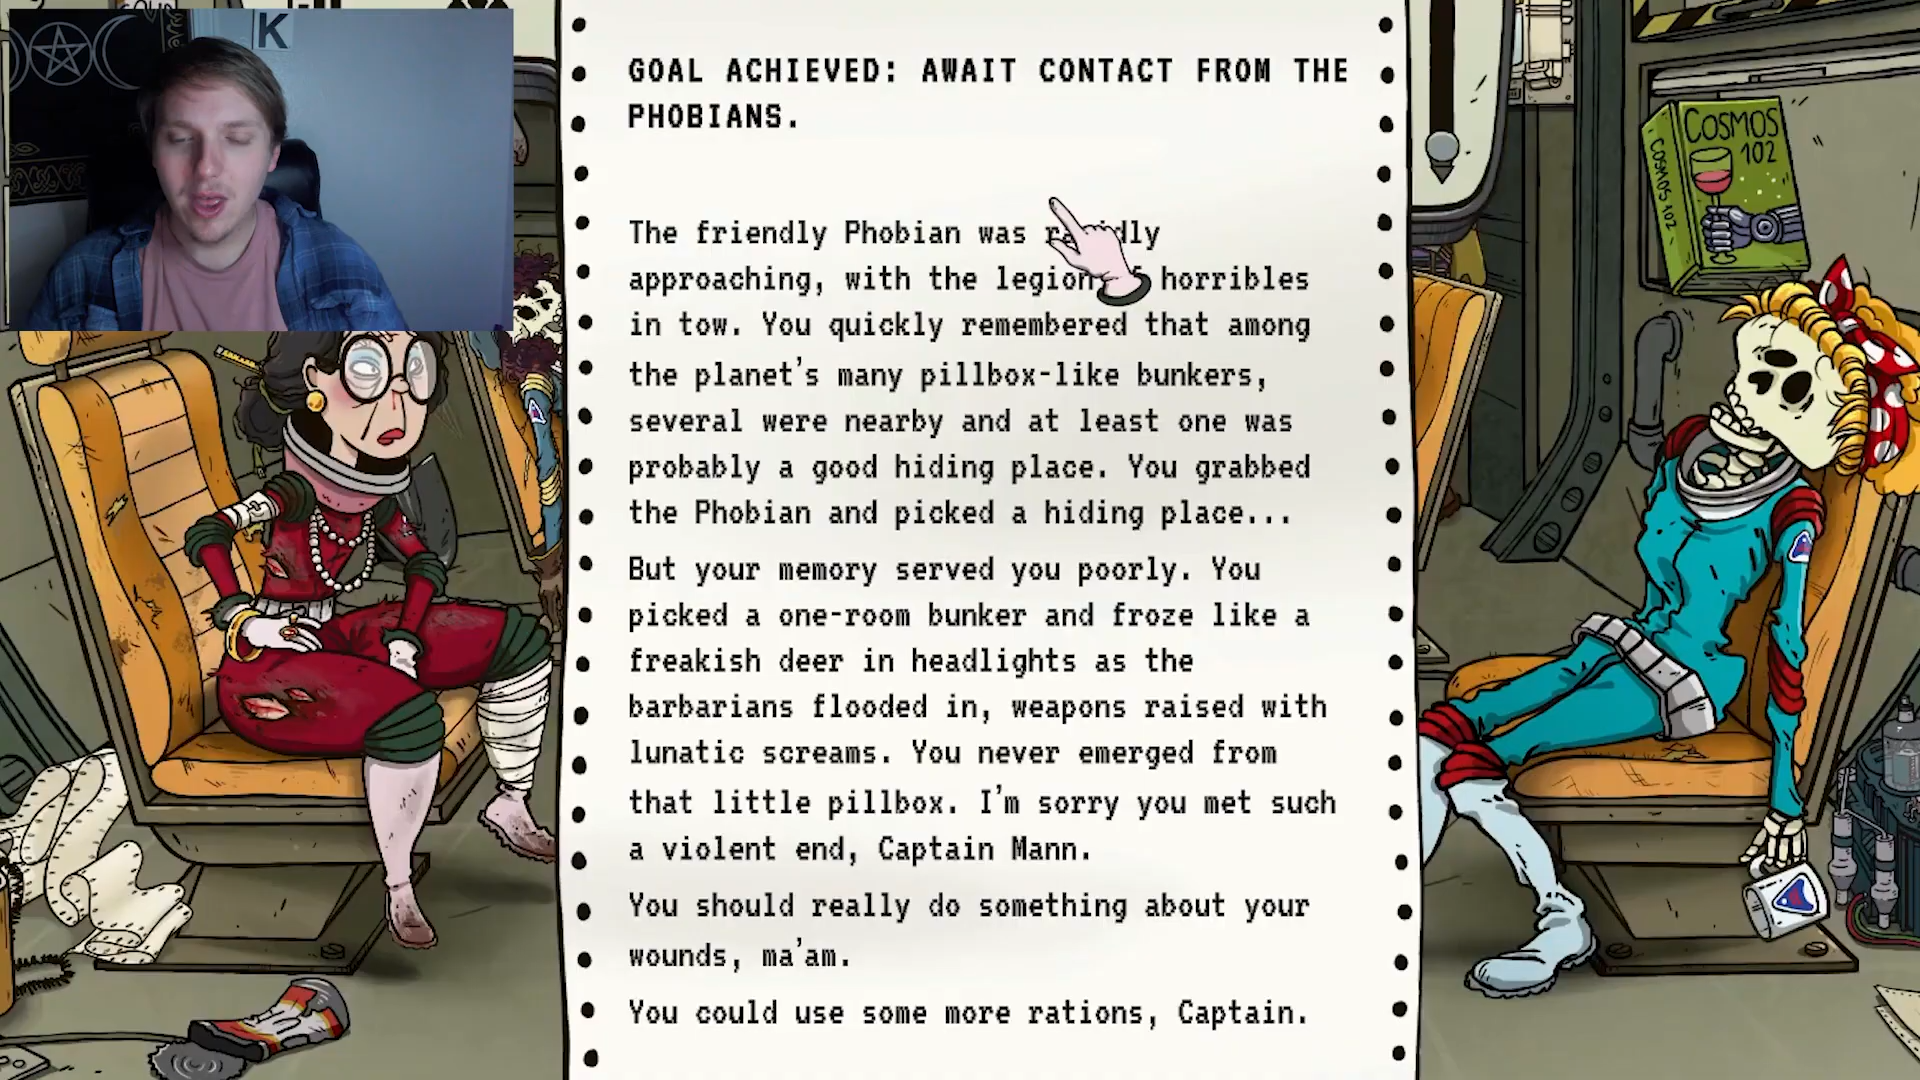 K
GOAL ACHIEVED: AWAIT CONTACT FROM THE
PHOBIANS.
The friendly Phobian was
approaching, with the legion horribles
in tow. You quickly remembered that among
the planet's many pillbox-like bunkers,
several were nearby and at least one was
probably a good hiding place. You grabbed
the Phobian and picked a hiding place...
But your memory served you poorly. You
picked a one-room bunker and froze like a
freakish deer in headlights as the
barbarians flooded in, weapons raised with
lunatic screams. You never emerged from
that little pillbox. I'm sorry you met such
a violent end, Captain Mann.
You should really do something about your
wounds, ma'am.
You could use some more rations, Captain.
COSMOS
102
COSMOS 102